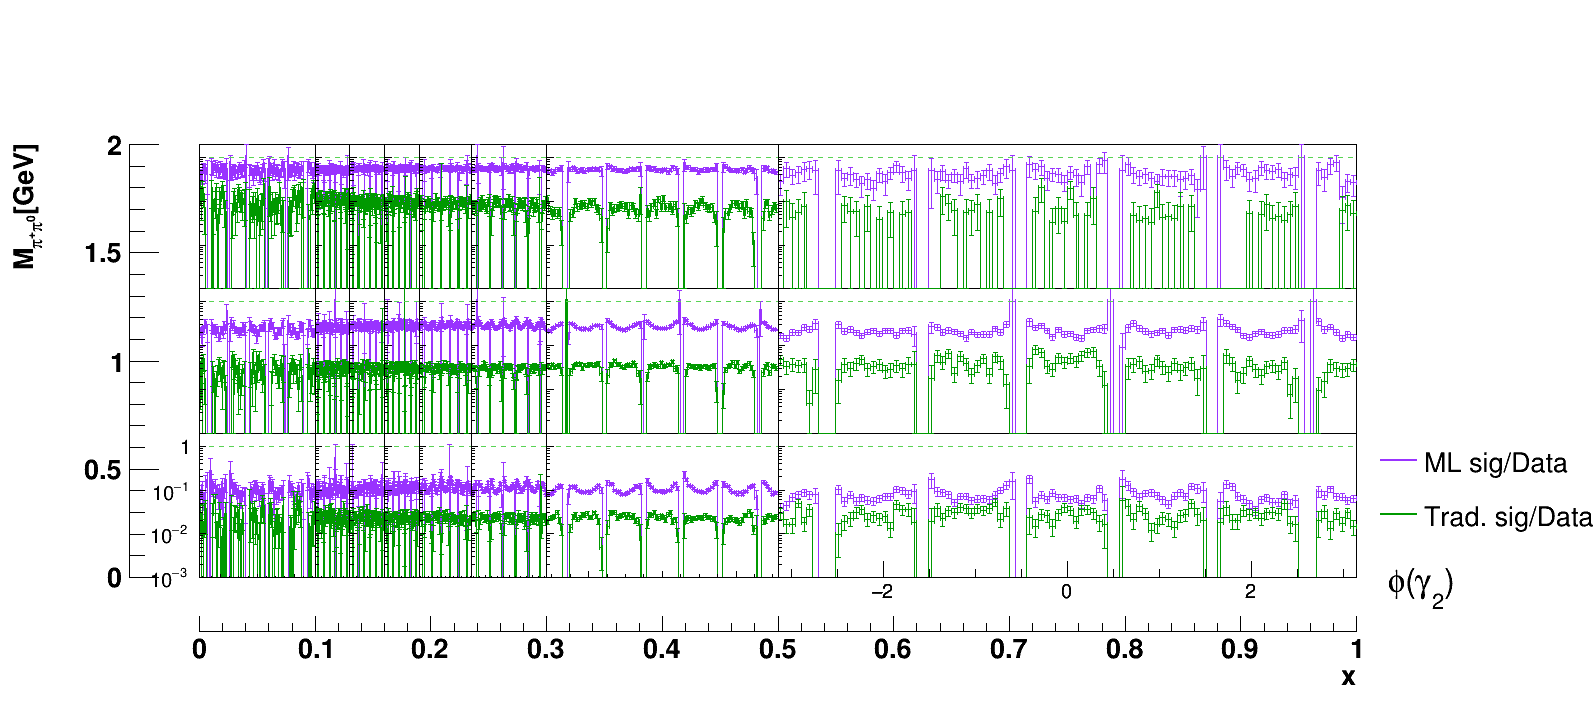 M_{π^+π^0}[GeV]
2
1.5
1
0.5
0
1
10^{-1}
10^{-2}
10^{-3}
−2 0 2
ϕ(γ_2)
0 0.1 0.2 0.3 0.4 0.5 0.6 0.7 0.8 0.9 1
x
ML sig/Data
Trad. sig/Data